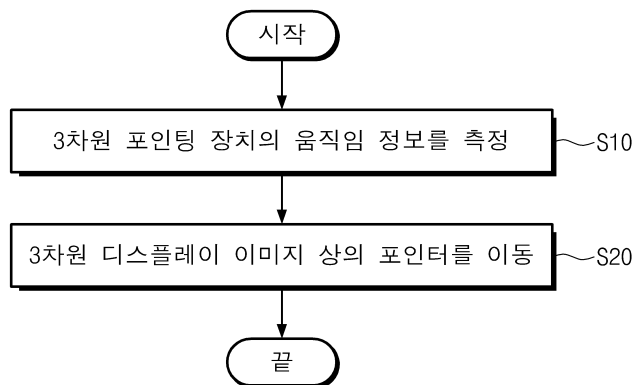 시작
3차원 포인팅 장치의 움직임 정보를 측정
S10
3차원 디스플레이 이미지 상의 포인터를 이동
S20
끝